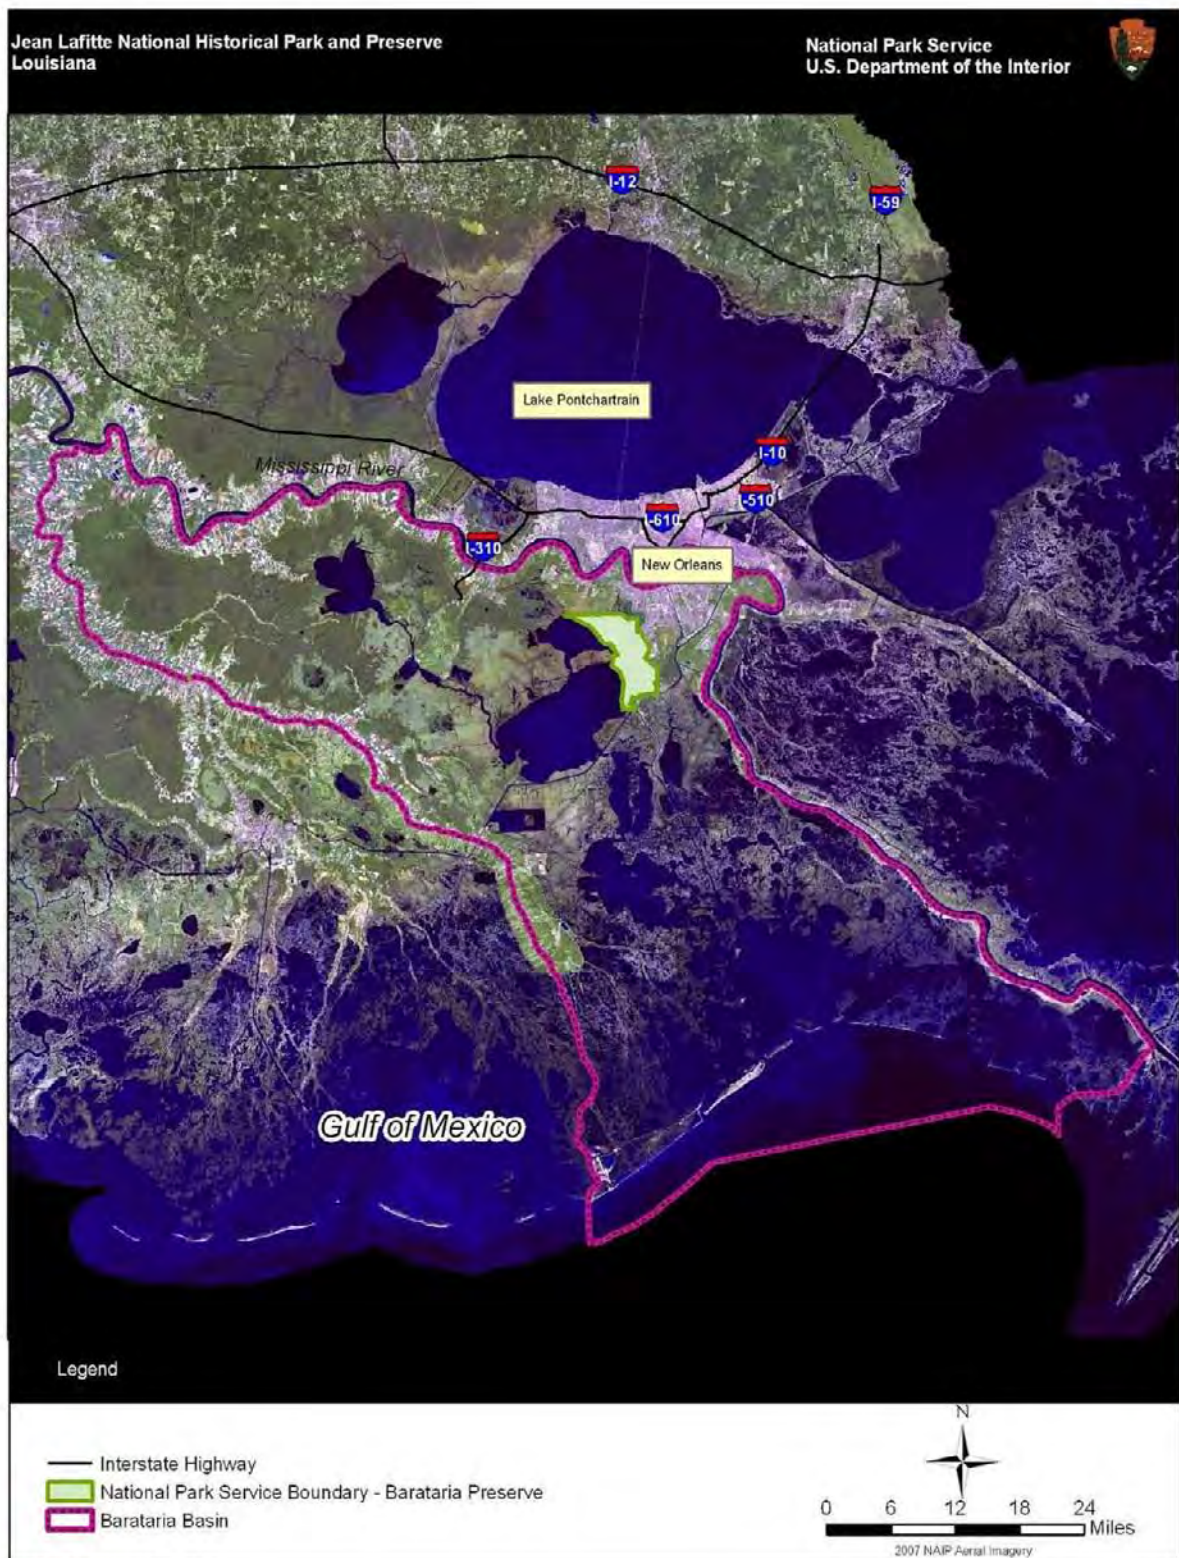 Jean Lafitte National Historical Park and Preserve
Louisiana
National Park Service
U.S. Department of the Interior
I-12
I-59
Lake Pontchartrain
I-10
Mississippi River
I-510
I-610
I-310
New Orleans
Gulf of Mexico
Legend
Interstate Highway
National Park Service Boundary - Barataria Preserve
Barataria Basin
N
0 6 12 18 24
Miles
2007 NAIP Aerial Imagery